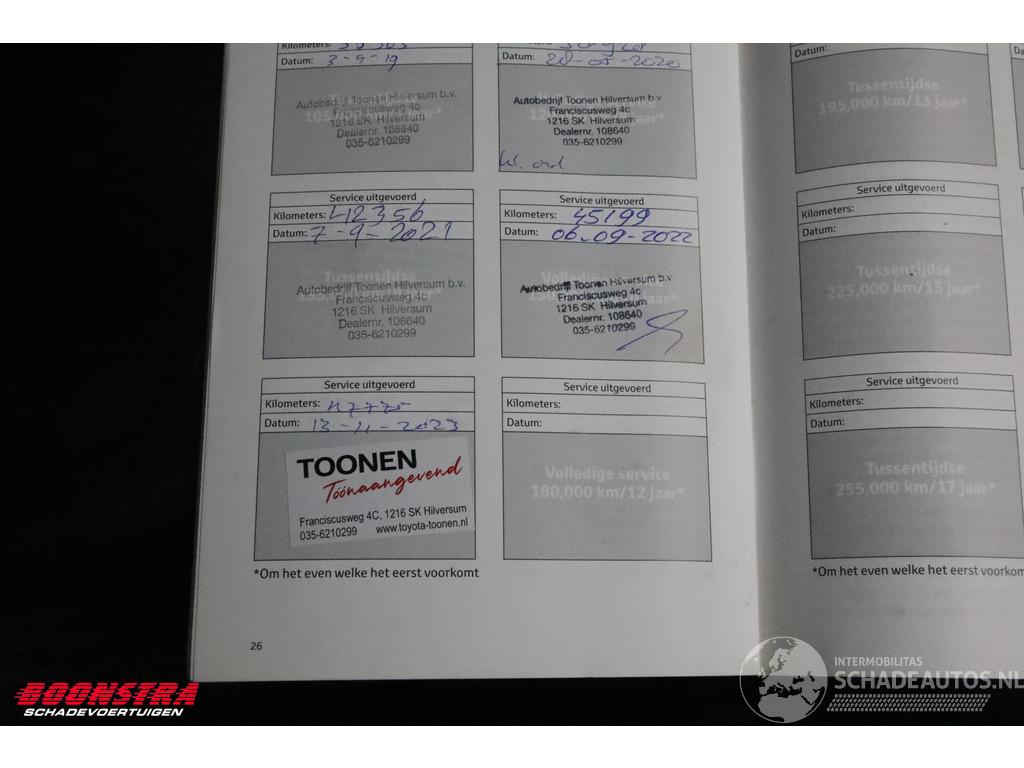 Kilometers:
Datum: 3-9-19
Autobedrijf Toonen Hilversum b.v.
Franciscusweg 4c
1216 SK Hilversum
Dealernr. 108640
035-6210299
Datum: 20-05-2020
Autobedrijf Toonen Hilversum b.v.
Franciscusweg 4c
1216 SK Hilversum
Dealernr. 108640
035-6210299
Service uitgevoerd
Kilometers: 42356
Datum: 7-9-2021
Tussentijdse
Autobedrijf Toonen Hilversum b.v.
Franciscusweg 4c
1216 SK Hilversum
Dealernr. 108640
035-6210299
Service uitgevoerd
Kilometers: 45199
Datum: 06-09-2022
Autobedrijf Toonen Hilversum b.v
Franciscusweg 4c
1216 SK Hilversum
Dealernr. 108640
035-6210299
Service uitgevoerd
Kilometers: 47775
Datum: 13-11-2023
TOONEN
Tóónaangevend
Franciscusweg 4C, 1216 SK Hilversum
035-6210299 www.toyota-toonen.nl
Service uitgevoerd
Kilometers:
Datum:
Volledige service
180,000 km/12 jaar*
*Om het even welke het eerst voorkomt
26
Datum:
Tussentijdse
195,000 km/13 jaar*
Service uitgevoerd
Kilometers:
Datum:
Tussentijdse
225,000 km/15 jaar*
Service uitgevoerd
Kilometers:
Datum:
Tussentijdse
255,000 km/17 jaar*
*Om het even welke het eerst voorkom
BOONSTRA
SCHADEVOERTUIGEN
INTERMOBILITAS
SCHADEAUTOS.NL